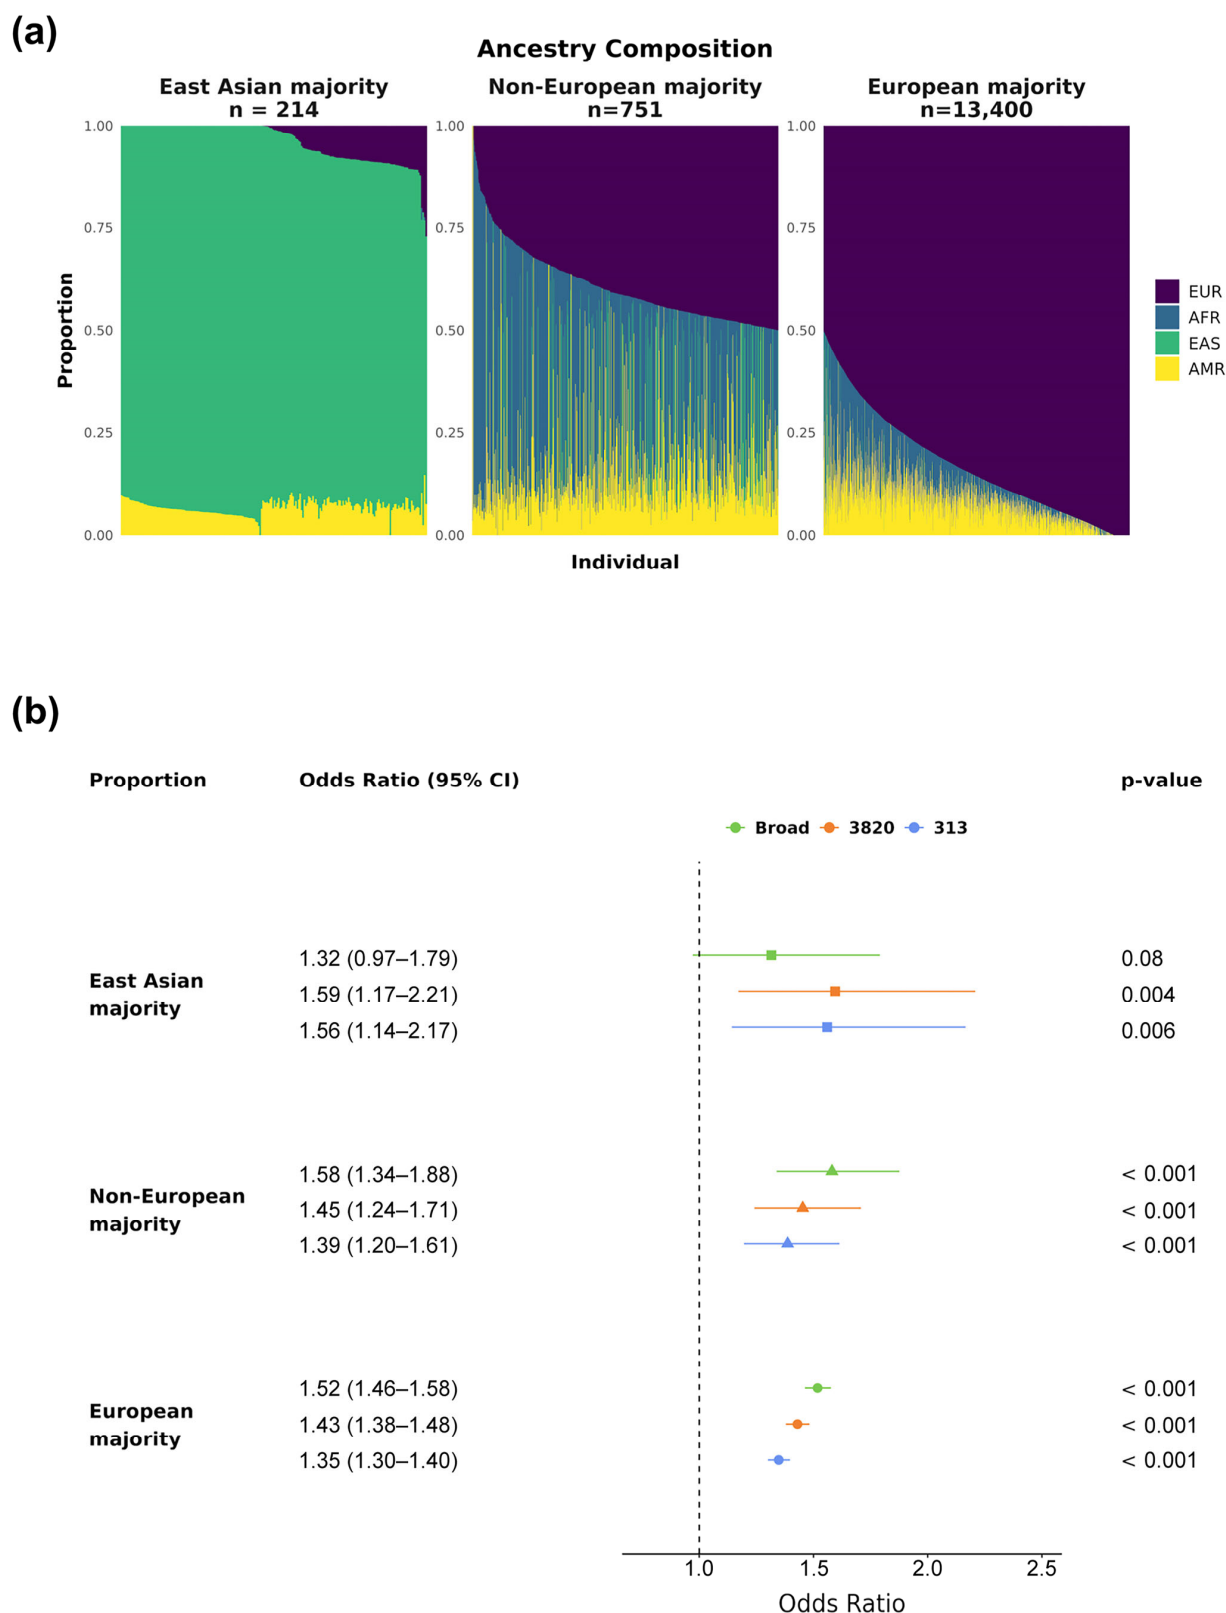 (a)
Ancestry Composition
East Asian majority
n = 214
Non-European majority
n=751
European majority
n=13,400
1.00
0.75
0.50
0.25
0.00
1.00
0.75
0.50
0.25
0.00
1.00
0.75
0.50
0.25
0.00
Proportion
Individual
EUR
AFR
EAS
AMR
(b)
Proportion Odds Ratio (95% CI) p-value
Broad 3820 313
East Asian
majority
1.32 (0.97–1.79) 0.08
1.59 (1.17–2.21) 0.004
1.56 (1.14–2.17) 0.006
Non-European
majority
1.58 (1.34–1.88) < 0.001
1.45 (1.24–1.71) < 0.001
1.39 (1.20–1.61) < 0.001
European
majority
1.52 (1.46–1.58) < 0.001
1.43 (1.38–1.48) < 0.001
1.35 (1.30–1.40) < 0.001
1.0 1.5 2.0 2.5
Odds Ratio